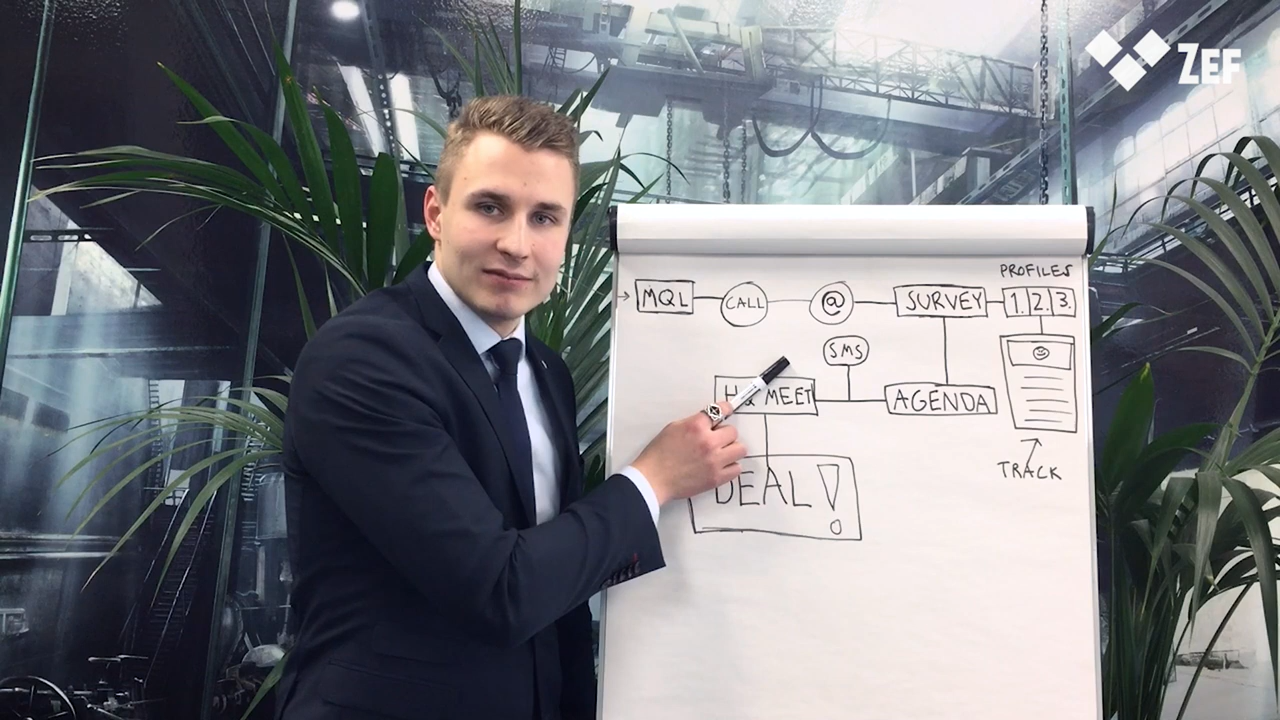 ZEF
PROFILES
MQL
CALL
@
SURVEY
1. 2. 3.
SMS
MEET
AGENDA
DEAL!
TRACK